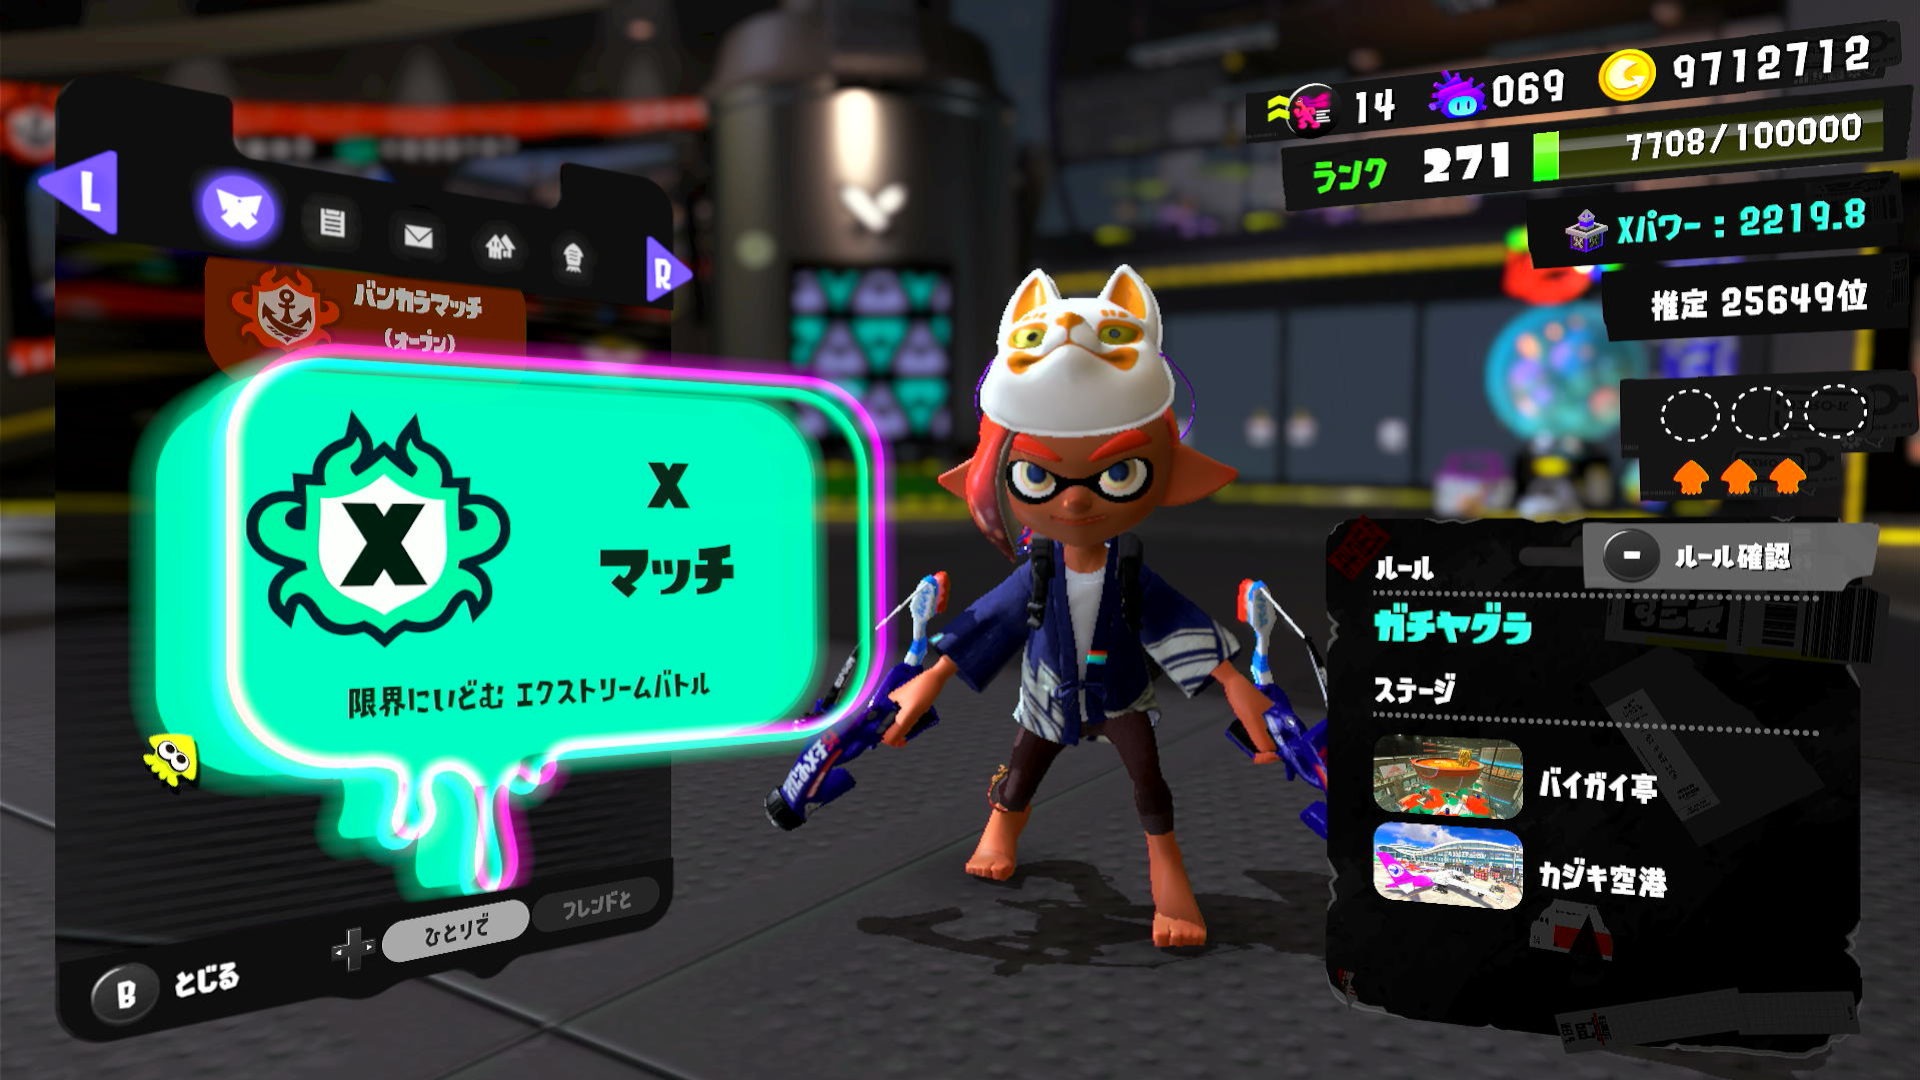 14
069
9712712
ランク 271
7708/100000
Xパワー：2219.8
推定 25649位
L
R
バンカラマッチ
(オープン)
X
X
マッチ
限界にいどむ エクストリームバトル
ルール
- ルール確認
ガチヤグラ
ステージ
バイガイ亭
カジキ空港
ひとりで
フレンドと
B とじる